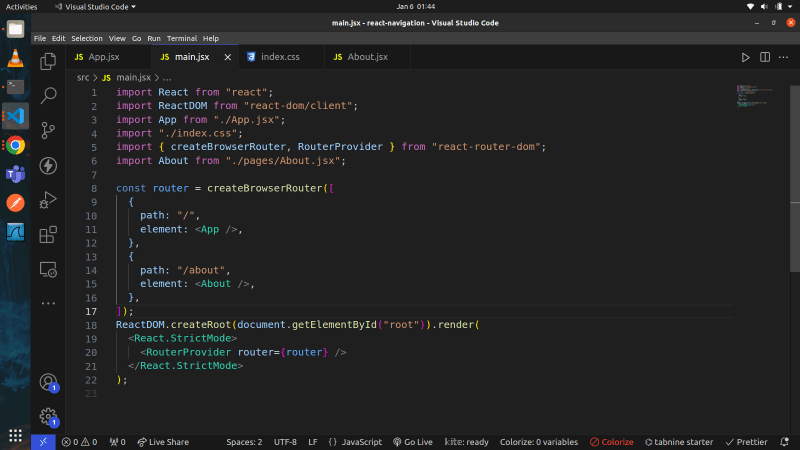 Activities
Visual Studio Code
Jan 6 01:44
main.jsx - react-navigation - Visual Studio Code
File Edit Selection View Go Run Terminal Help
JS App.jsx
JS main.jsx
index.css
JS About.jsx
src > JS main.jsx > ...
1 import React from "react";
2 import ReactDOM from "react-dom/client";
3 import App from "./App.jsx";
4 import "./index.css";
5 import { createBrowserRouter, RouterProvider } from "react-router-dom";
6 import About from "./pages/About.jsx";
7
8 const router = createBrowserRouter([
9 {
10 path: "/",
11 element: <App />,
12 },
13 {
14 path: "/about",
15 element: <About />,
16 },
17 ]);
18 ReactDOM.createRoot(document.getElementById("root")).render(
19 <React.StrictMode>
20 <RouterProvider router={router} />
21 </React.StrictMode>
22 );
23
1
1
0 0 0 Live Share Spaces: 2 UTF-8 LF {} JavaScript Go Live kite: ready Colorize: 0 variables Colorize tabnine starter Prettier